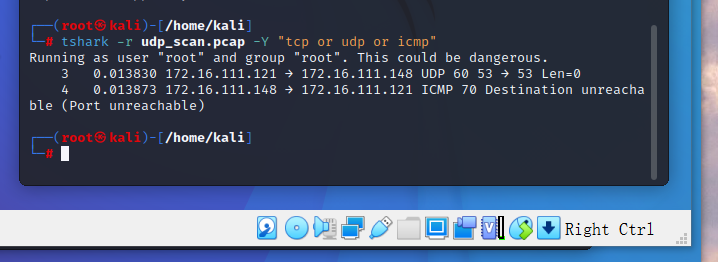 ┌──(root㉿kali)-[/home/kali]
└─# tshark -r udp_scan.pcap -Y "tcp or udp or icmp"
Running as user "root" and group "root". This could be dangerous.
    3   0.013830 172.16.111.121 → 172.16.111.148 UDP 60 53 → 53 Len=0
    4   0.013873 172.16.111.148 → 172.16.111.121 ICMP 70 Destination unreacha
ble (Port unreachable)
┌──(root㉿kali)-[/home/kali]
└─#
Right Ctrl